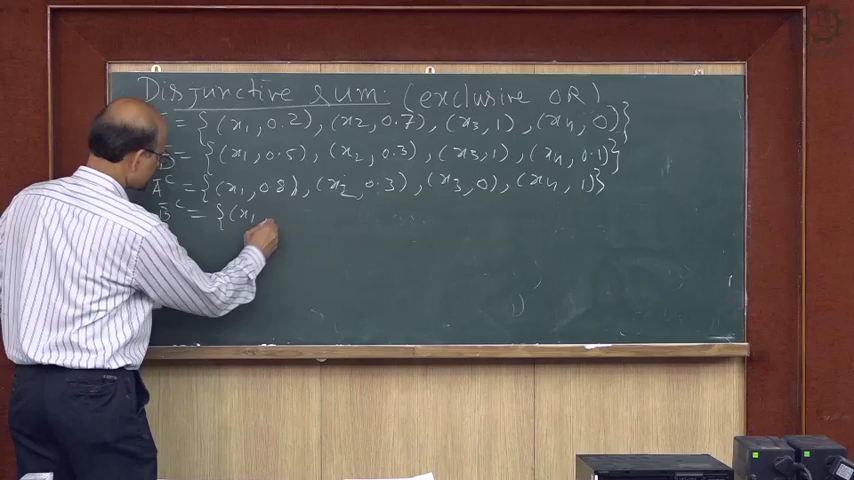 Disjunctive sum. (exclusive OR)
= {(x1, 0.2), (x2, 0.7), (x3, 1), (x4, 0)}
B = {(x1, 0.5), (x2, 0.3), (x3, 1), (x4, 0.1)}
A^c = {(x1, 0.8), (x2, 0.3), (x3, 0), (x4, 1)}
B^c = {(x1,